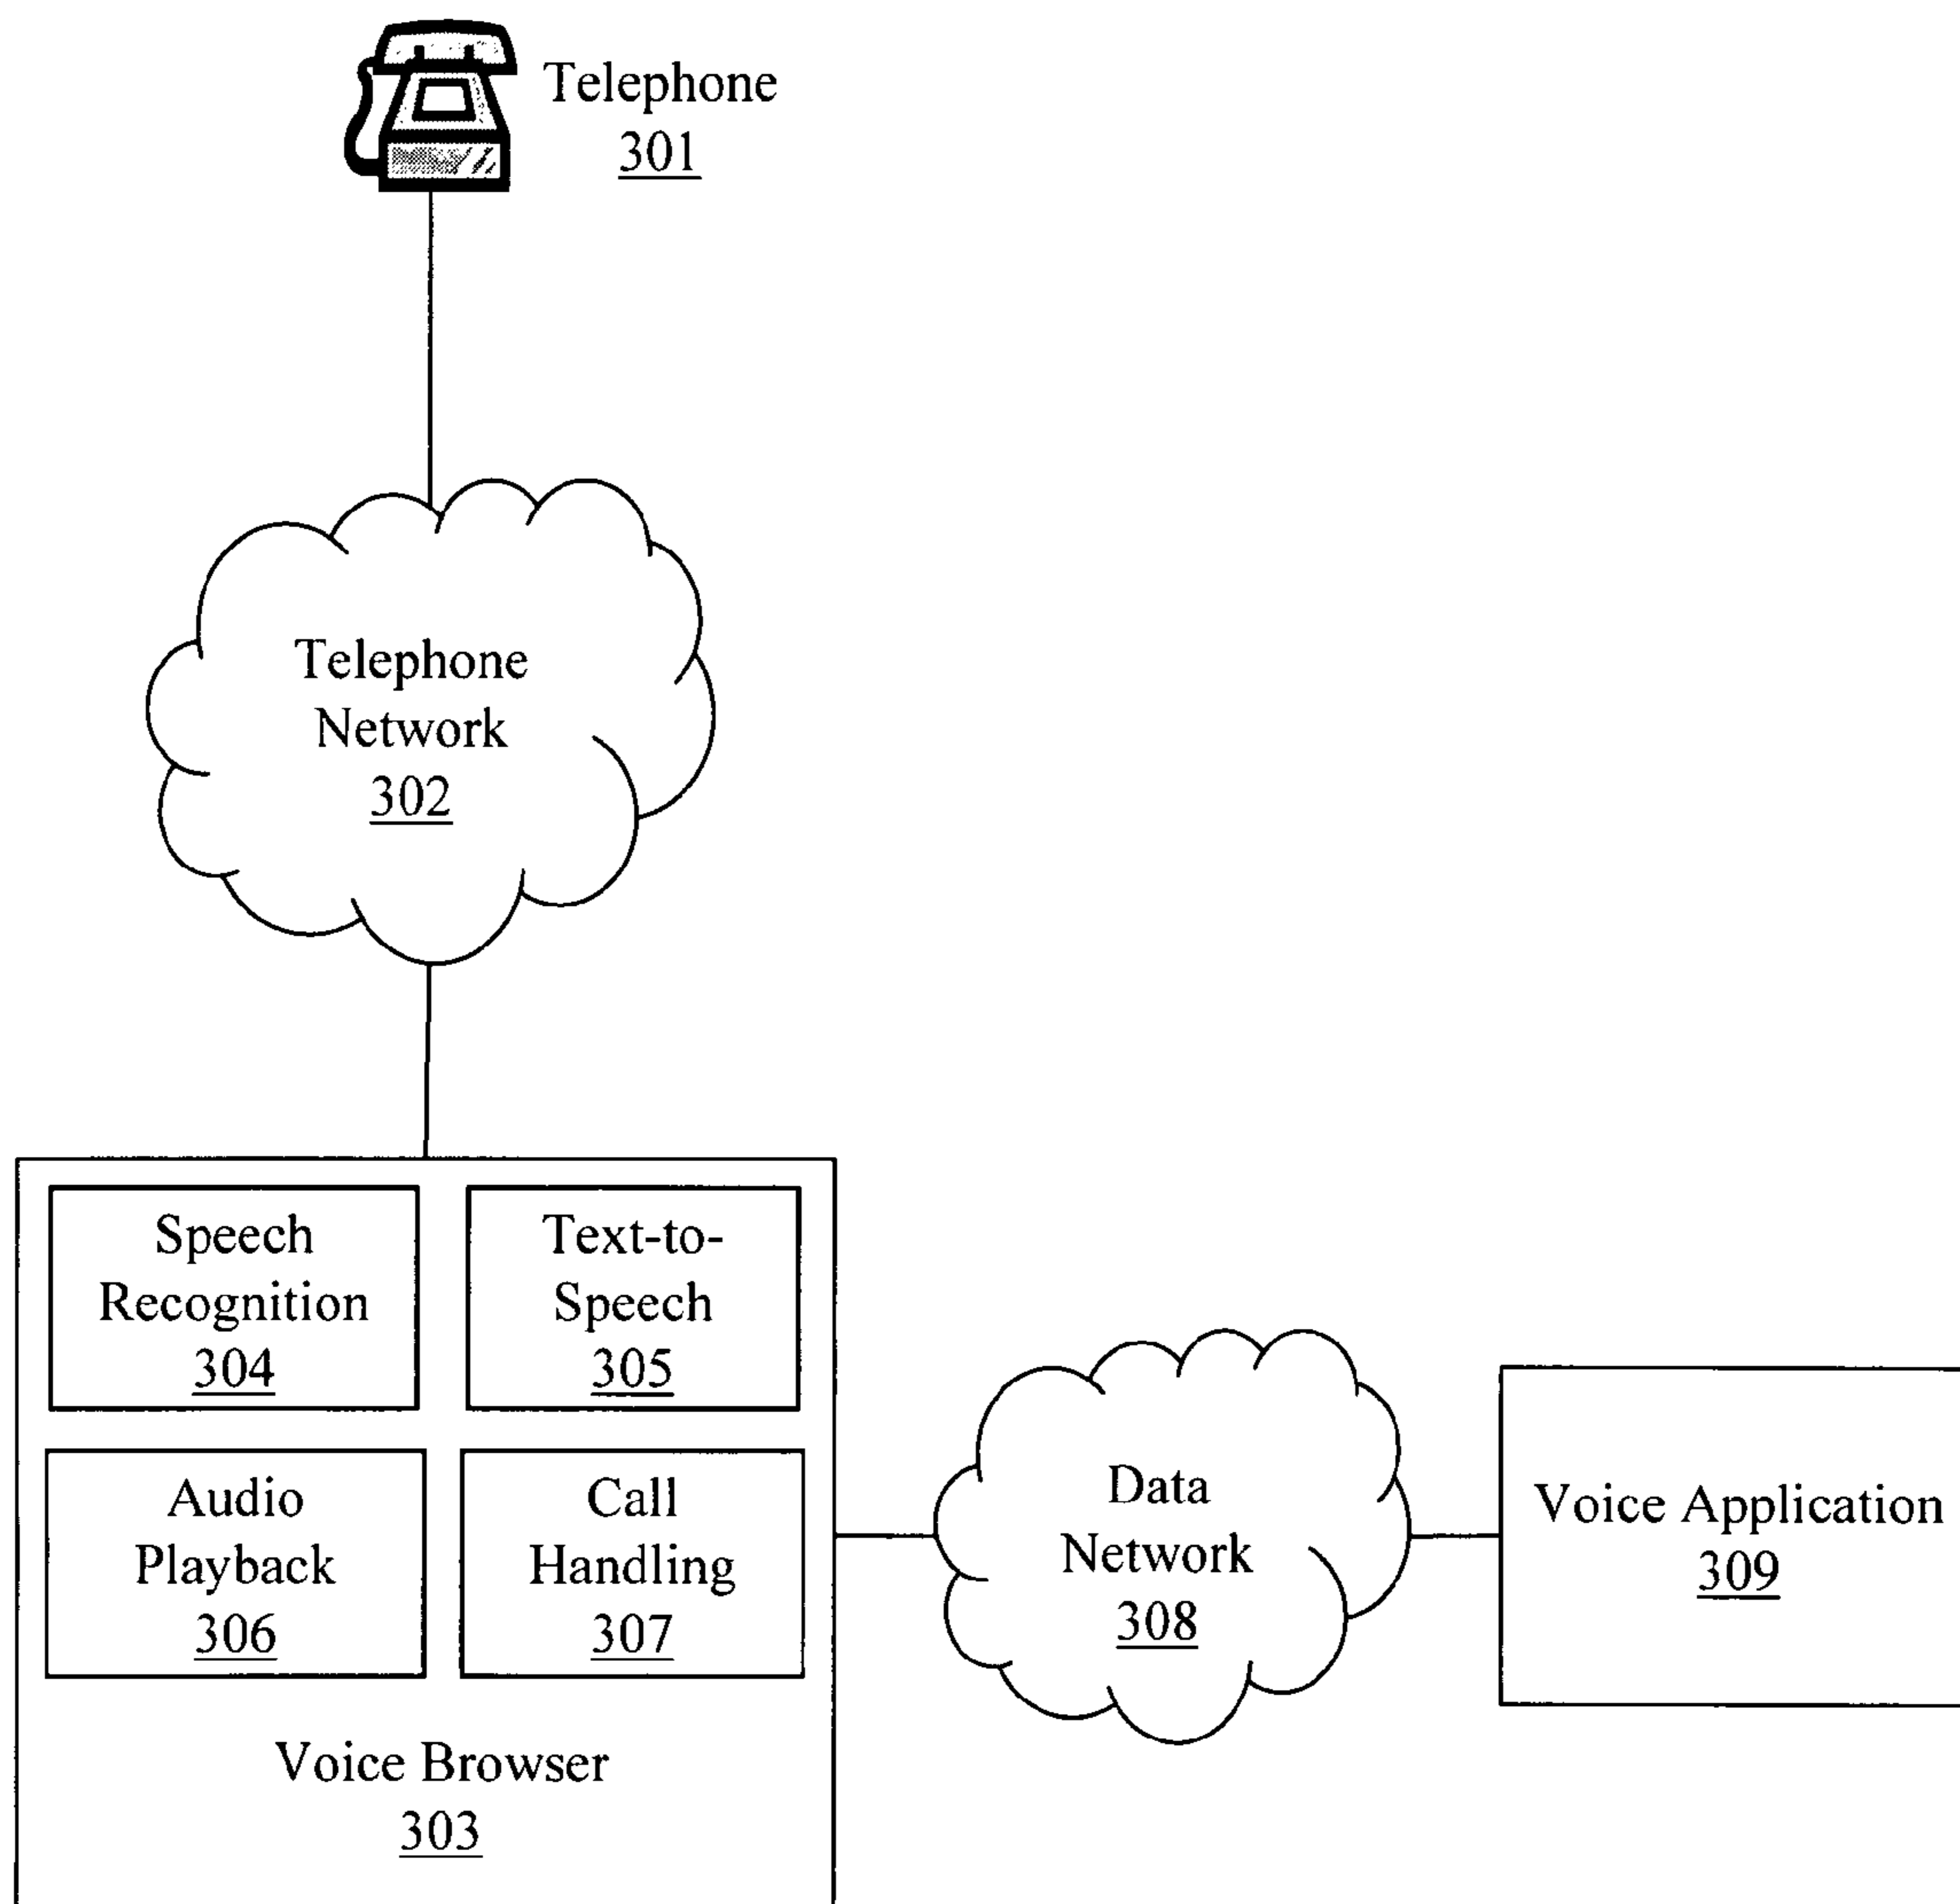 Telephone
301
Telephone
Network
302
Speech
Recognition
304
Text-to-
Speech
305
Audio
Playback
306
Call
Handling
307
Voice Browser
303
Data
Network
308
Voice Application
309